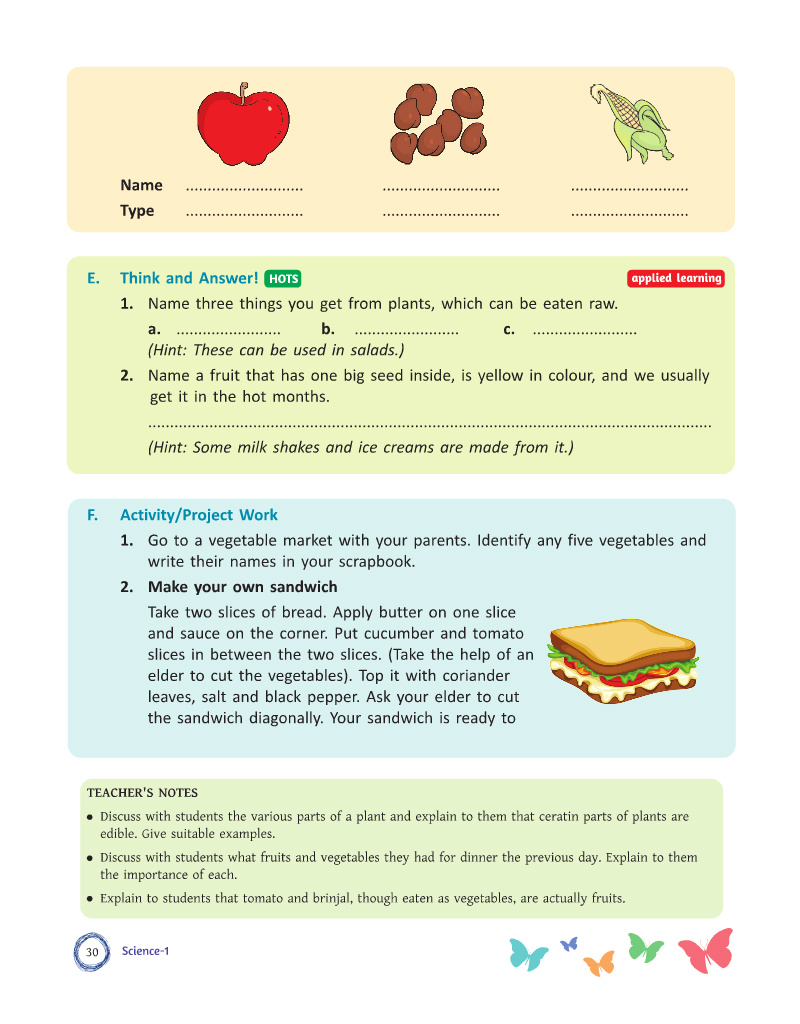 Name ........................... ........................... ...........................
Type ........................... ........................... ...........................
E. Think and Answer! HOTS applied learning
1. Name three things you get from plants, which can be eaten raw.
a. ........................ b. ........................ c. ........................
(Hint: These can be used in salads.)
2. Name a fruit that has one big seed inside, is yellow in colour, and we usually
get it in the hot months.
.................................................................................................................................
(Hint: Some milk shakes and ice creams are made from it.)
F. Activity/Project Work
1. Go to a vegetable market with your parents. Identify any five vegetables and
write their names in your scrapbook.
2. Make your own sandwich
Take two slices of bread. Apply butter on one slice
and sauce on the corner. Put cucumber and tomato
slices in between the two slices. (Take the help of an
elder to cut the vegetables). Top it with coriander
leaves, salt and black pepper. Ask your elder to cut
the sandwich diagonally. Your sandwich is ready to
TEACHER'S NOTES
• Discuss with students the various parts of a plant and explain to them that ceratin parts of plants are
edible. Give suitable examples.
• Discuss with students what fruits and vegetables they had for dinner the previous day. Explain to them
the importance of each.
• Explain to students that tomato and brinjal, though eaten as vegetables, are actually fruits.
30 Science-1